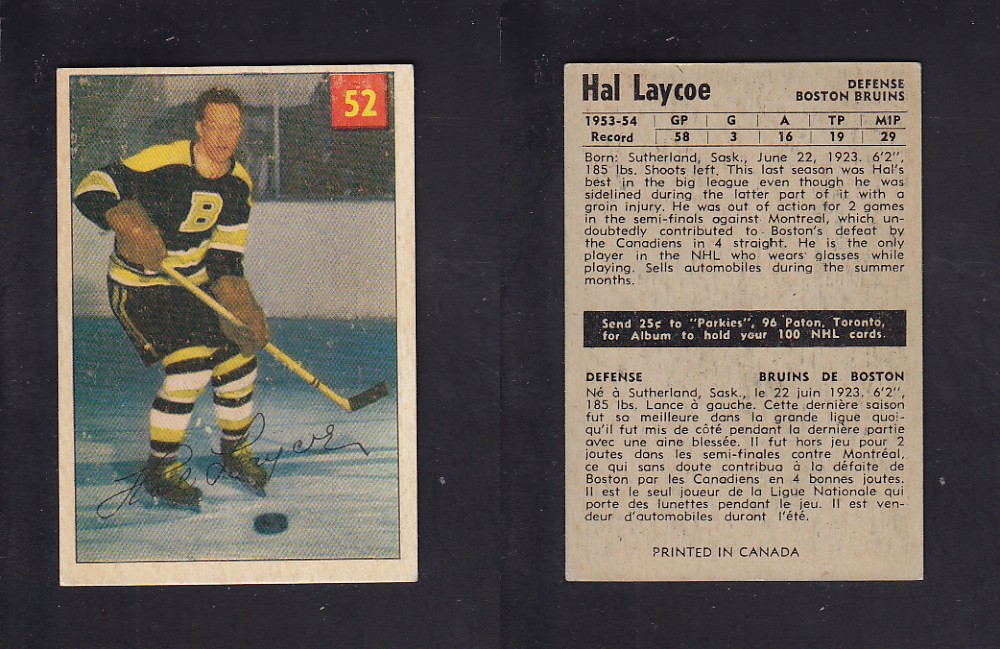 52
B
Hal Laycoe
Hal Laycoe
DEFENSE
BOSTON BRUINS
1953-54 GP G A TP MIP
Record 58 3 16 19 29
Born: Sutherland, Sask., June 22, 1923. 6'2",
185 lbs. Shoots left. This last season was Hal's
best in the big league even though he was
sidelined during the latter part of it with a
groin injury. He was out of action for 2 games
in the semi-finals against Montreal, which un-
doubtedly contributed to Boston's defeat by
the Canadiens in 4 straight. He is the only
player in the NHL who wears glasses while
playing. Sells automobiles during the summer
months.
Send 25¢ to "Parkies", 96 Paton, Toronto,
for Album to hold your 100 NHL cards.
DEFENSE BRUINS DE BOSTON
Né à Sutherland, Sask., le 22 juin 1923. 6'2",
185 lbs. Lance à gauche. Cette dernière saison
fut sa meilleure dans la grande ligue quoi-
qu'il fut mis de côté pendant la dernière partie
avec une aine blessée. Il fut hors jeu pour 2
joutes dans les semi-finales contre Montréal,
ce qui sans doute contribua à la défaite de
Boston par les Canadiens en 4 bonnes joutes.
Il est le seul joueur de la Ligue Nationale qui
porte des lunettes pendant le jeu. Il est ven-
deur d'automobiles durant l'été.
PRINTED IN CANADA